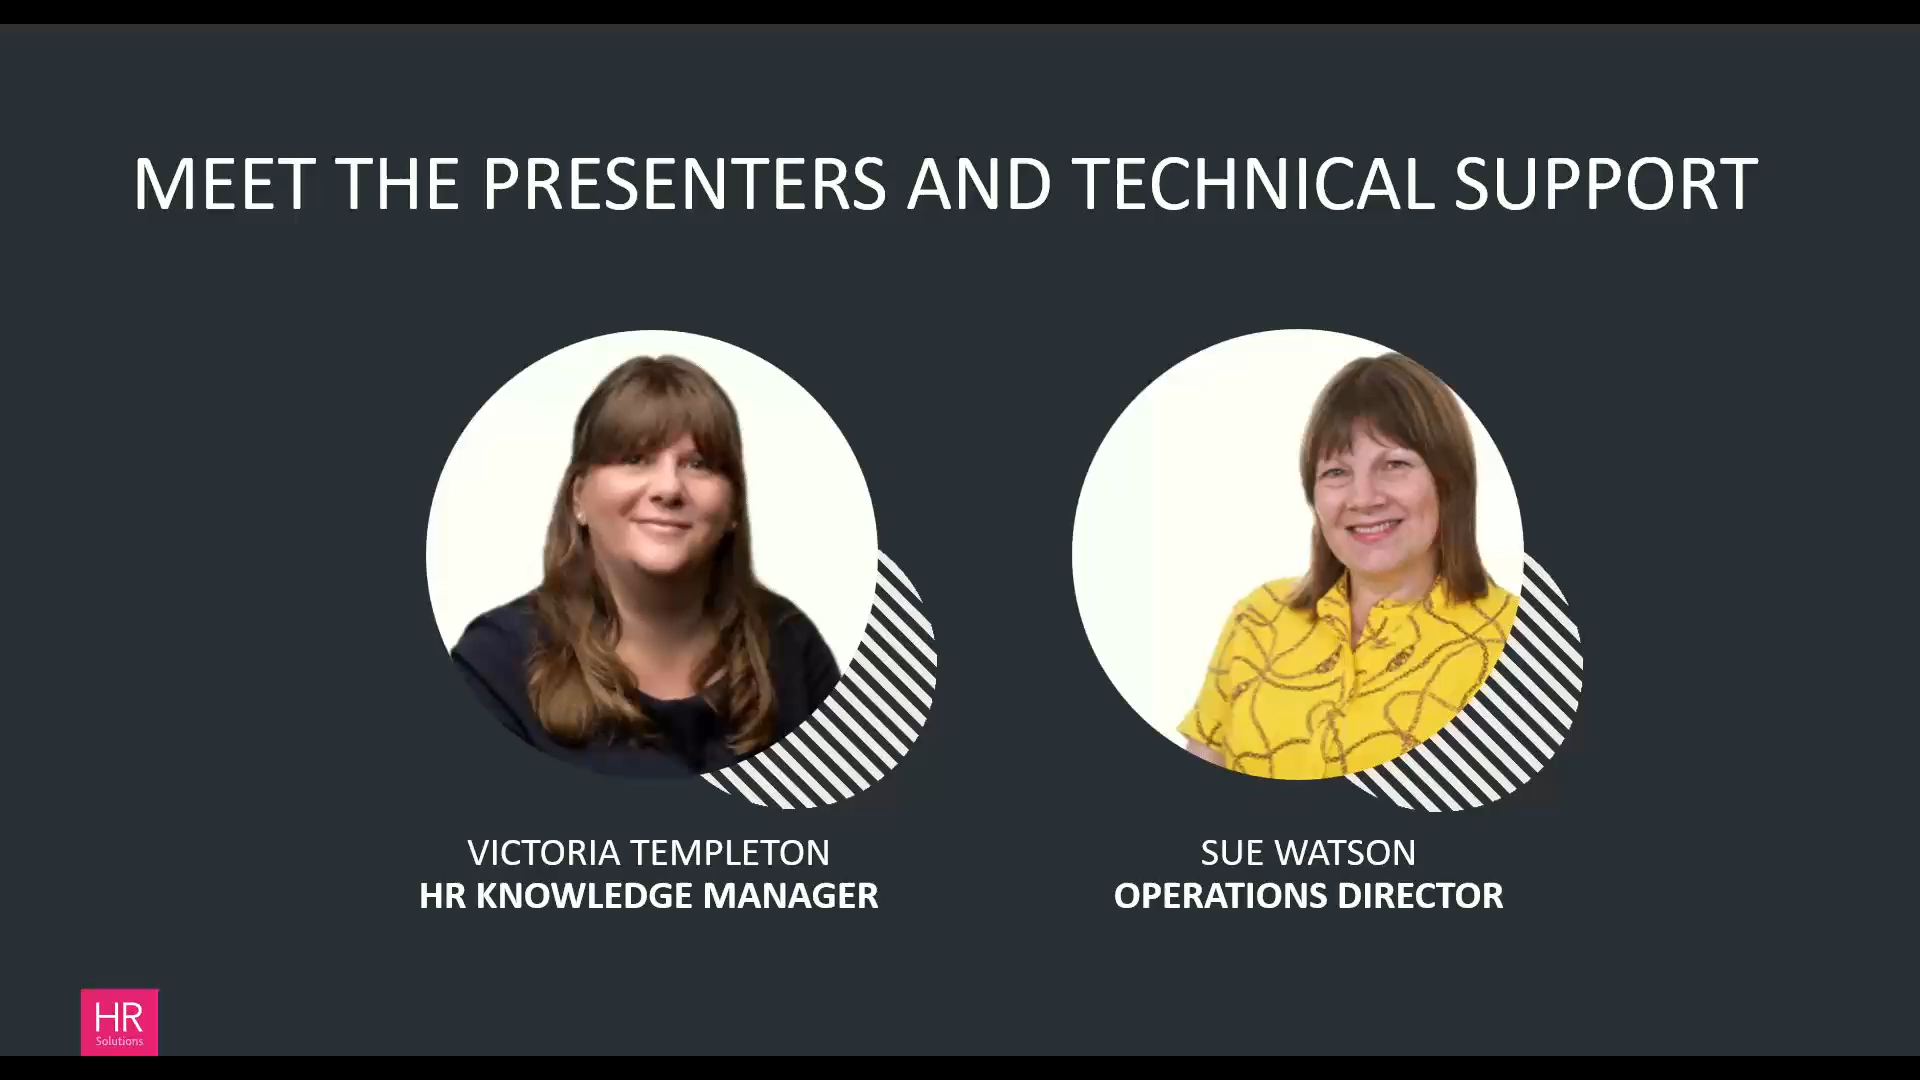 MEET THE PRESENTERS AND TECHNICAL SUPPORT
VICTORIA TEMPLETON
HR KNOWLEDGE MANAGER
SUE WATSON
OPERATIONS DIRECTOR
HR
Solutions